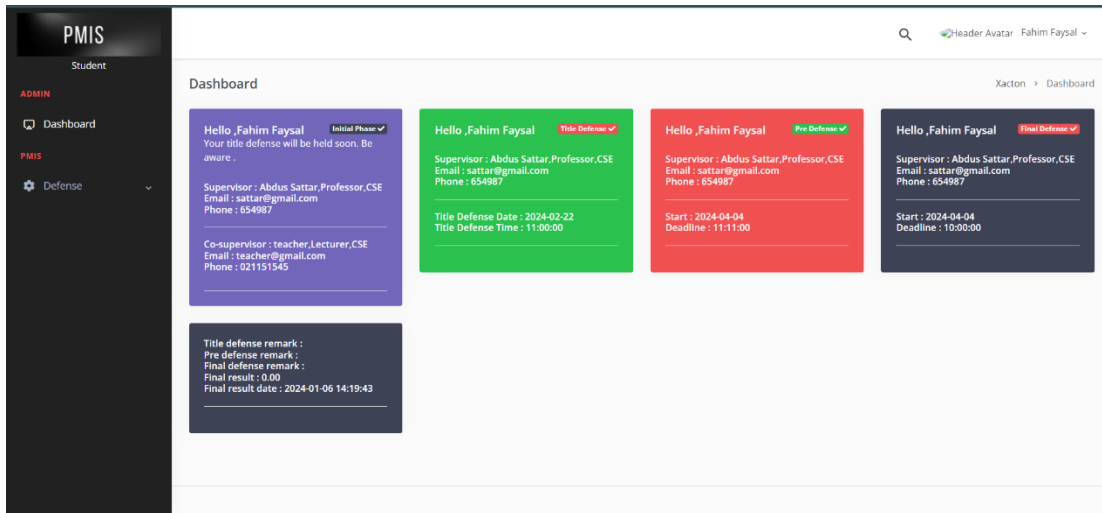 PMIS
Student
ADMIN
Dashboard
PMIS
Defense
Header Avatar Fahim Faysal
Dashboard
Xacton > Dashboard
Hello ,Fahim Faysal Initial Phase
Your title defense will be held soon. Be
aware .
Supervisor : Abdus Sattar,Professor,CSE
Email : sattar@gmail.com
Phone : 654987
Co-supervisor : teacher,Lecturer,CSE
Email : teacher@gmail.com
Phone : 021151545
Hello ,Fahim Faysal Title Defense
Supervisor : Abdus Sattar,Professor,CSE
Email : sattar@gmail.com
Phone : 654987
Title Defense Date : 2024-02-22
Title Defense Time : 11:00:00
Hello ,Fahim Faysal Pre Defense
Supervisor : Abdus Sattar,Professor,CSE
Email : sattar@gmail.com
Phone : 654987
Start : 2024-04-04
Deadline : 11:11:00
Hello ,Fahim Faysal Final Defense
Supervisor : Abdus Sattar,Professor,CSE
Email : sattar@gmail.com
Phone : 654987
Start : 2024-04-04
Deadline : 10:00:00
Title defense remark :
Pre defense remark :
Final defense remark :
Final result : 0.00
Final result date : 2024-01-06 14:19:43